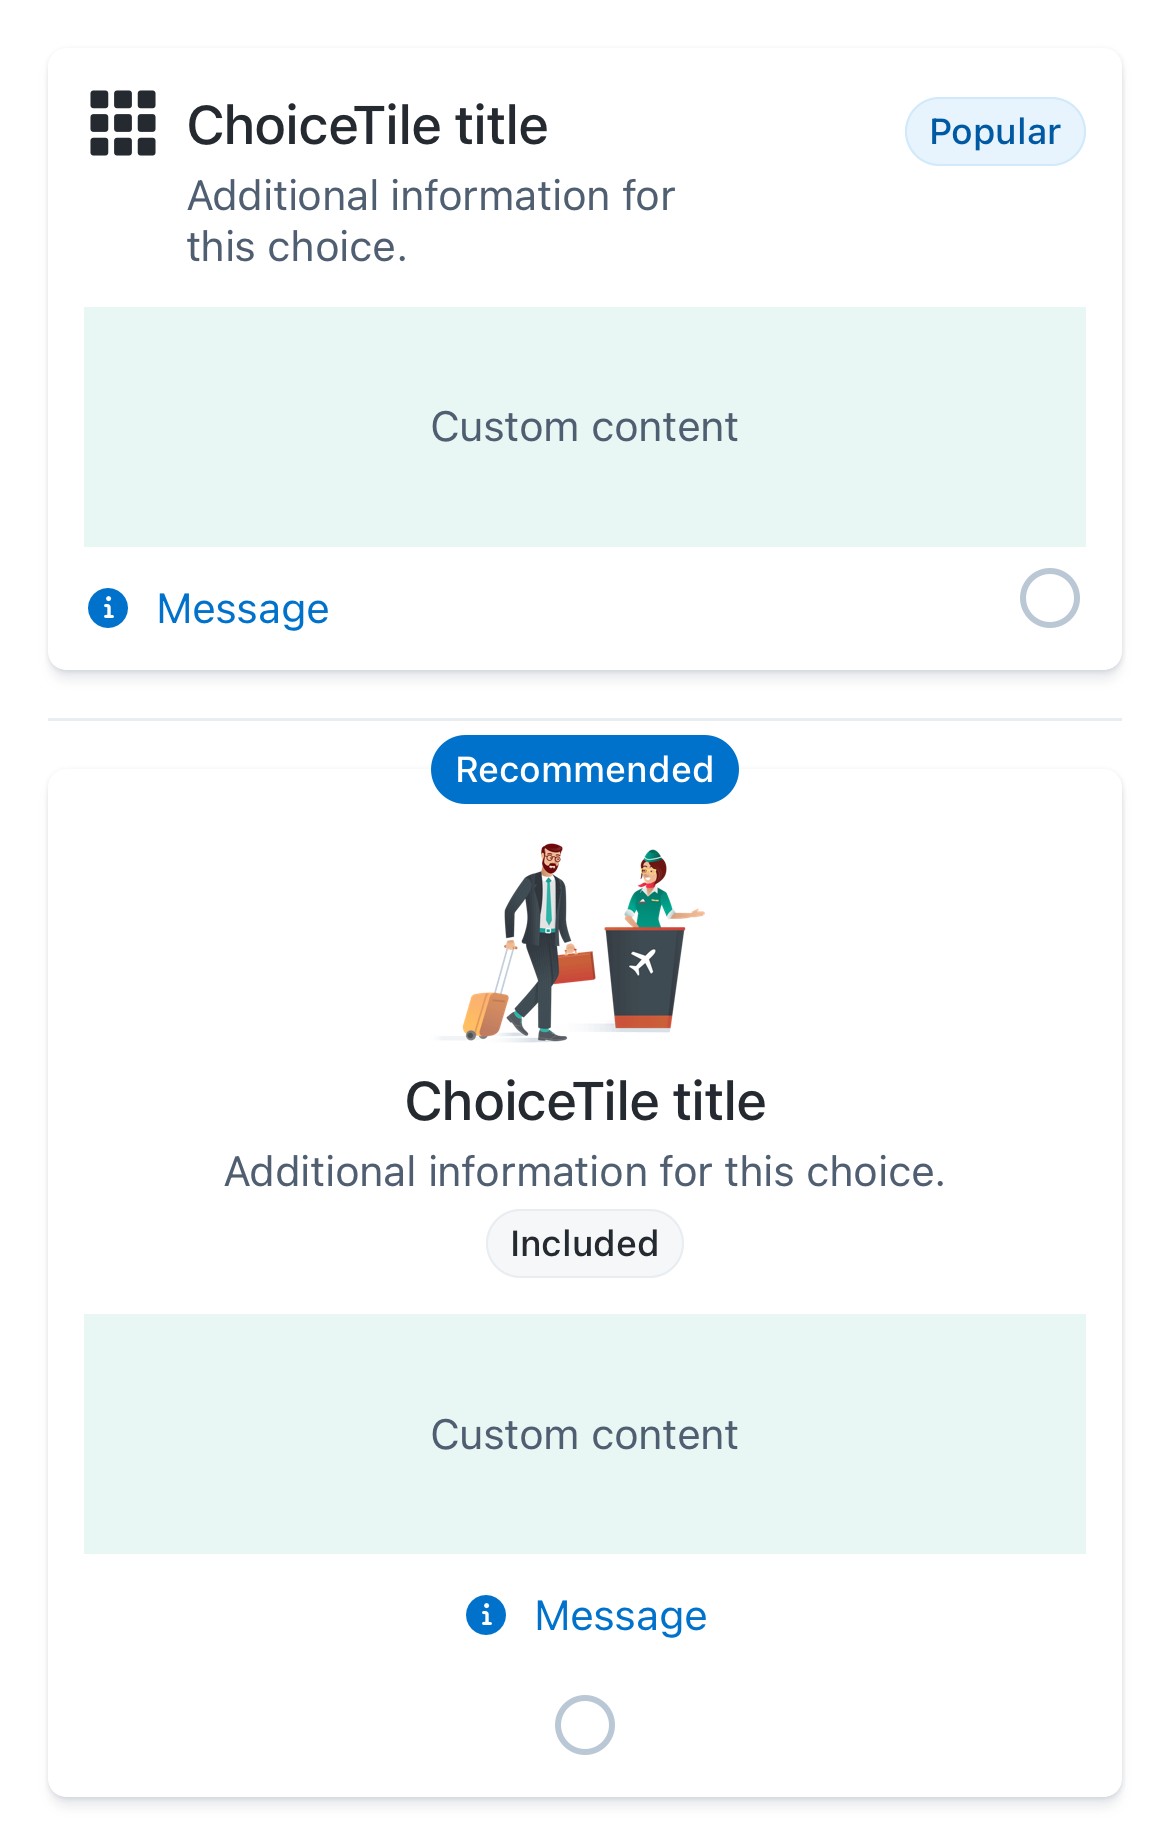 ChoiceTile title
Popular
Additional information for
this choice.
Custom content
Message
Recommended
ChoiceTile title
Additional information for this choice.
Included
Custom content
Message